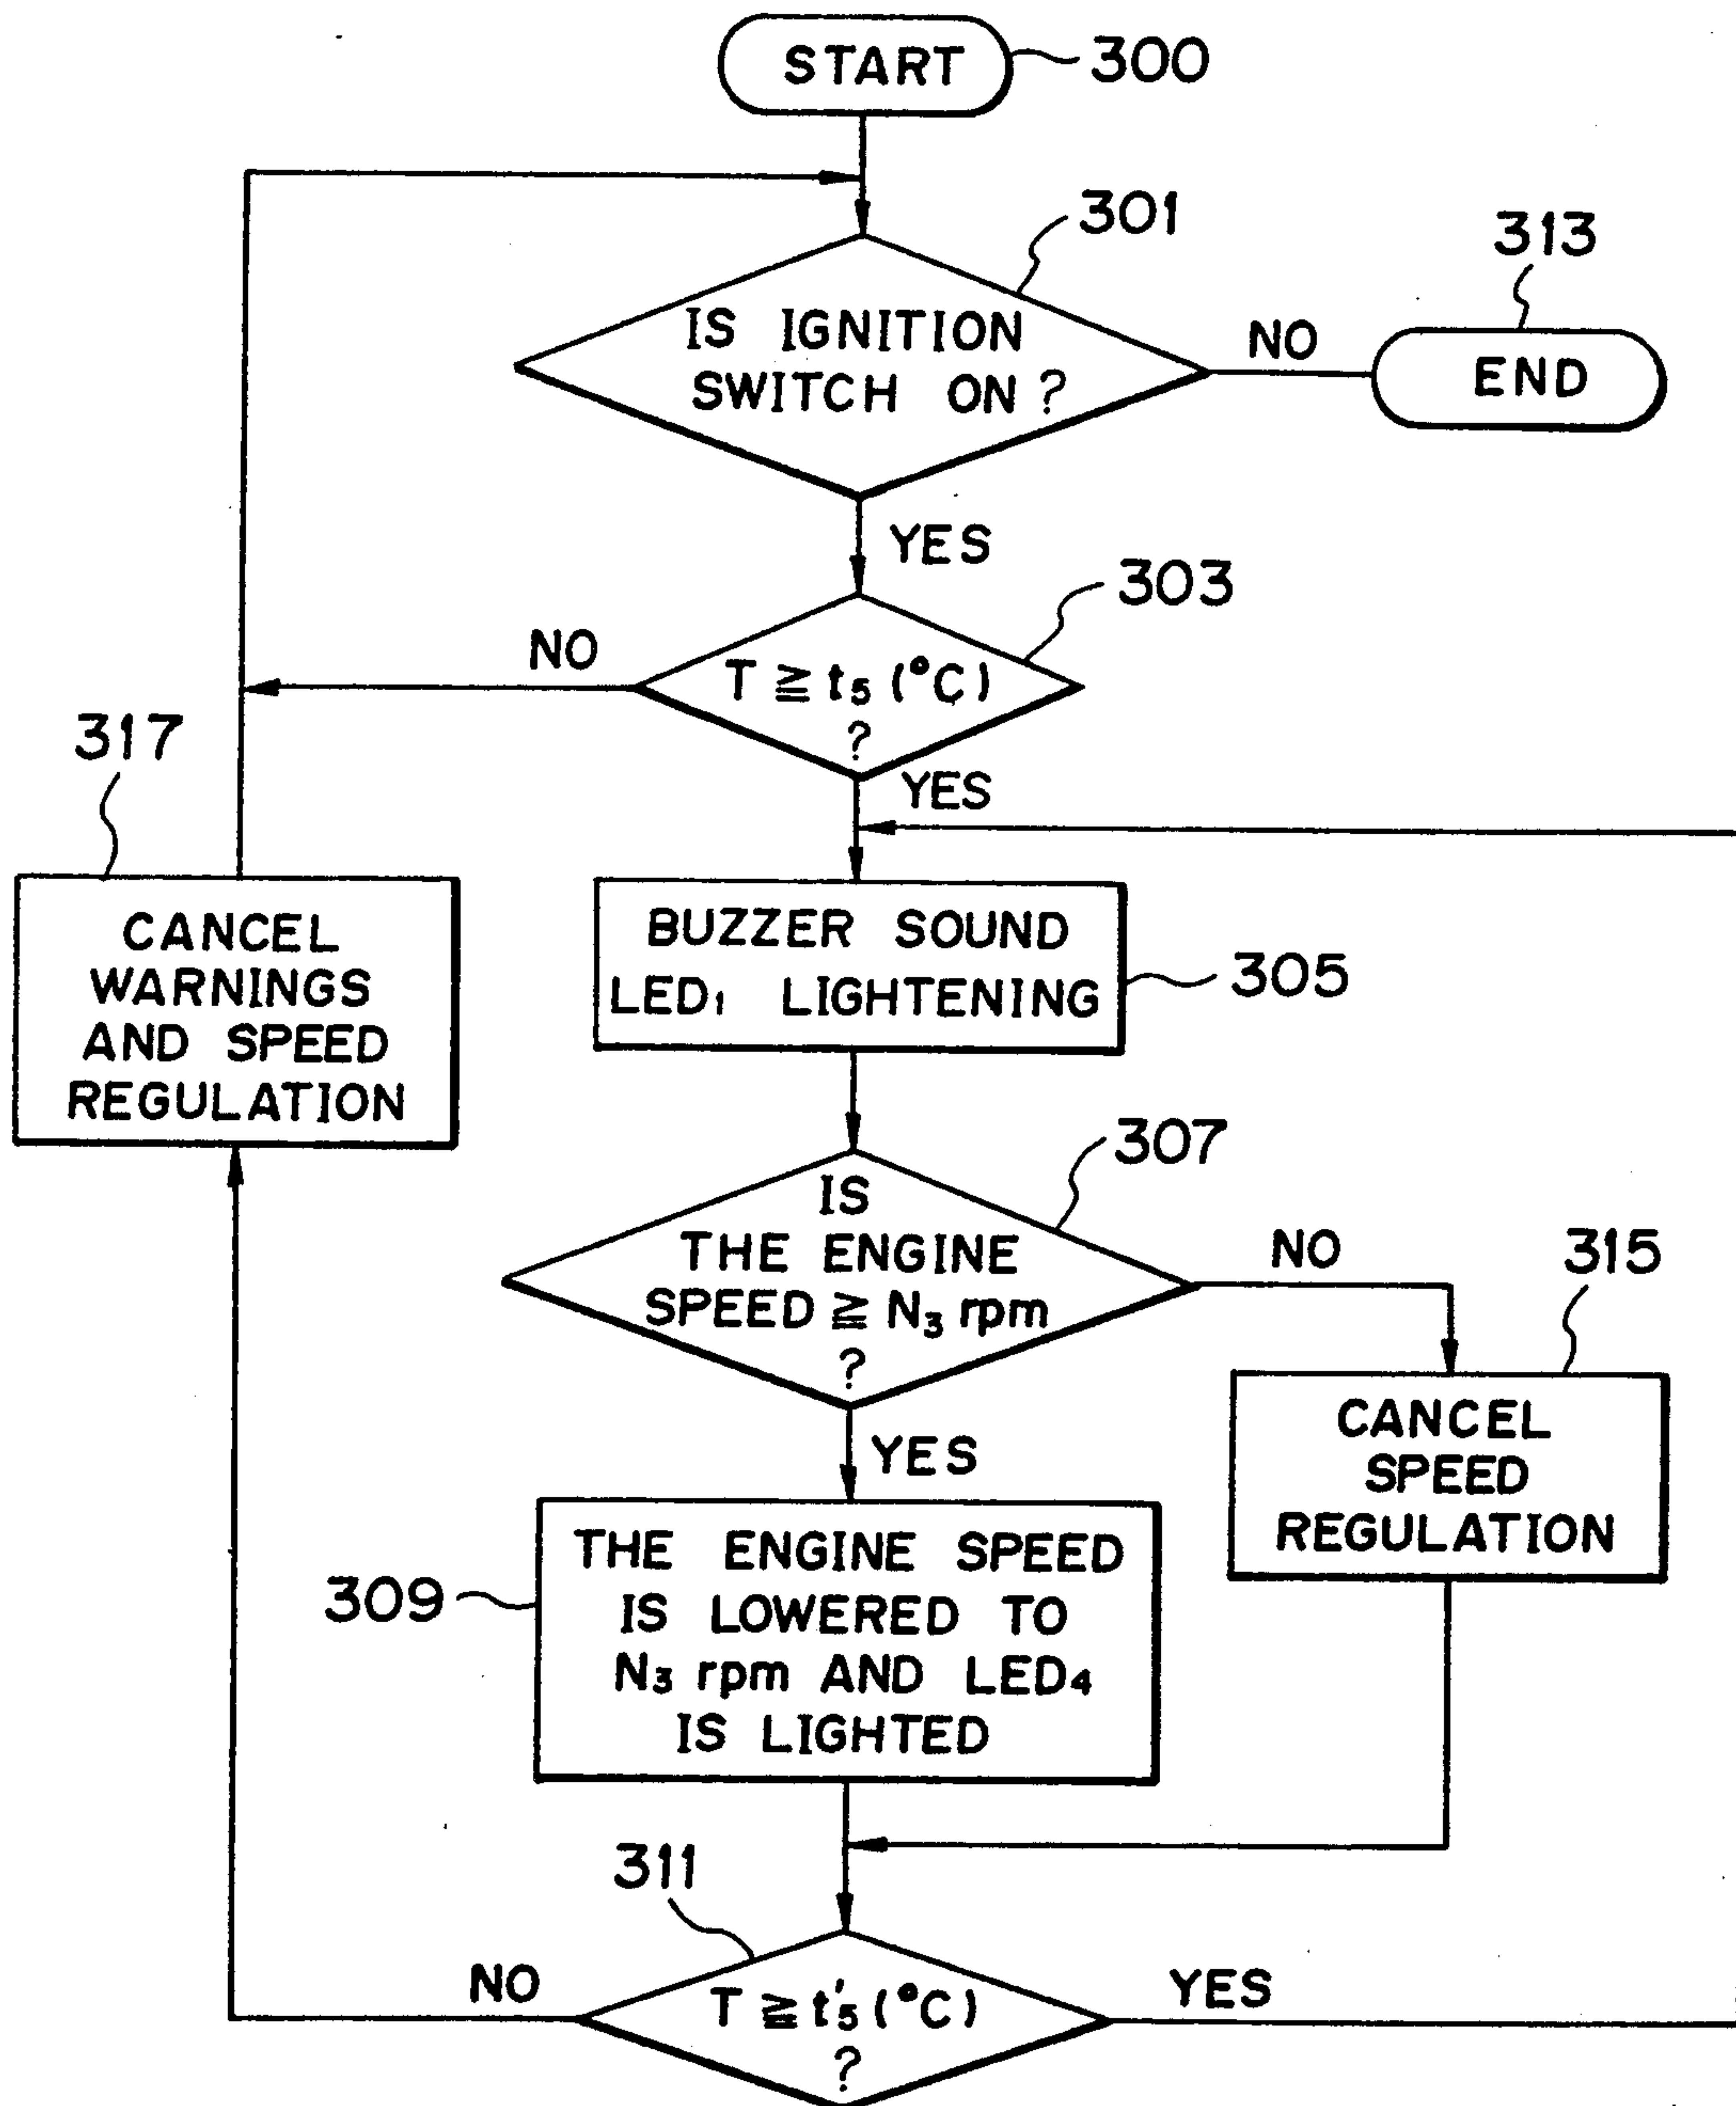 START
300
301
313
IS IGNITION
SWITCH ON ?
NO
END
YES
303
NO
T ≧ t₅ (°C)
?
317
YES
CANCEL
WARNINGS
AND SPEED
REGULATION
BUZZER SOUND
LED₁ LIGHTENING
305
307
IS
THE ENGINE
SPEED ≧ N₃ rpm
?
NO
315
YES
CANCEL
SPEED
REGULATION
309
THE ENGINE SPEED
IS LOWERED TO
N₃ rpm AND LED₄
IS LIGHTED
311
NO
T ≧ t'₅ (°C)
?
YES